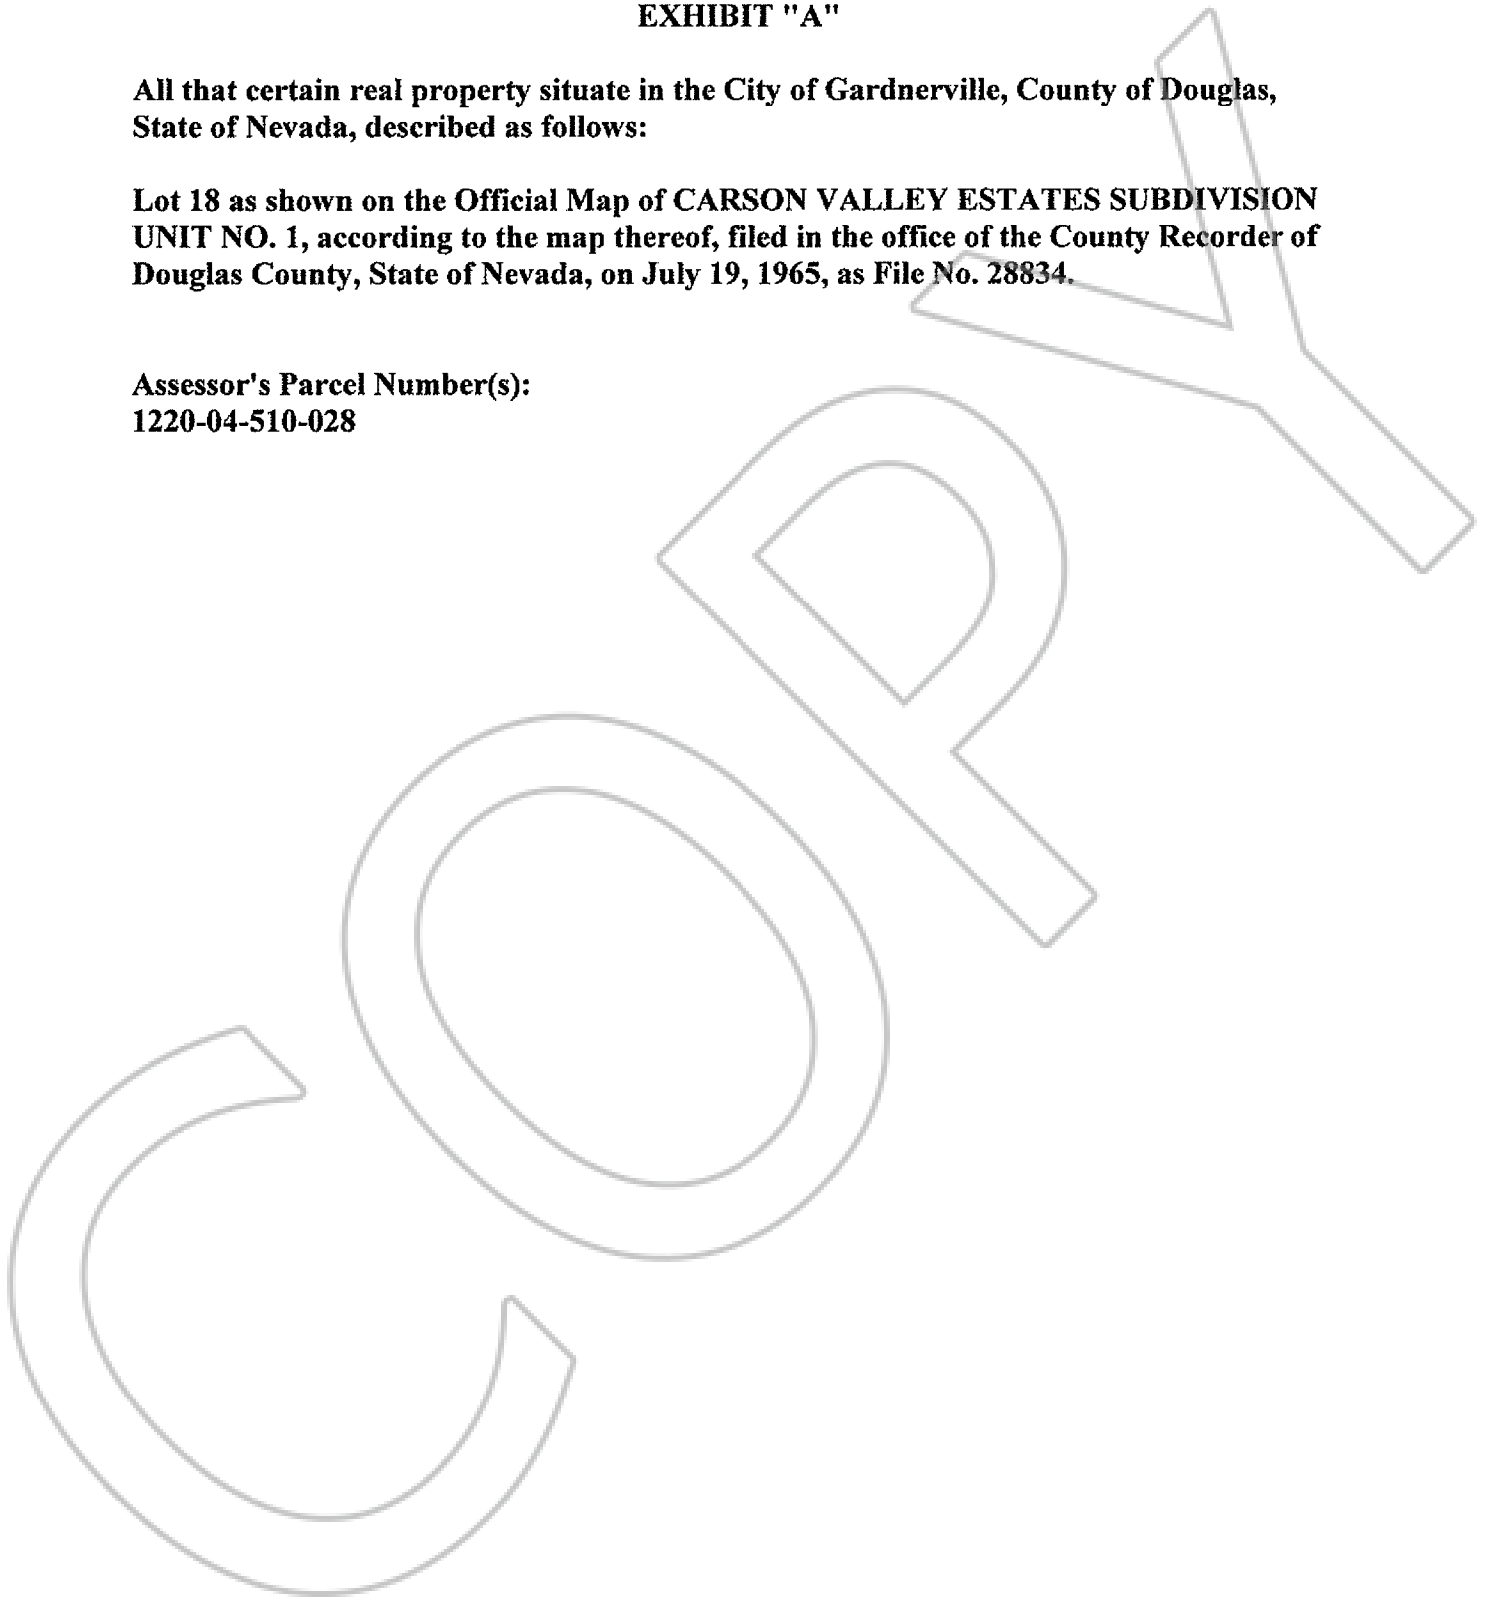 EXHIBIT "A"
All that certain real property situate in the City of Gardnerville, County of Douglas,
State of Nevada, described as follows:
Lot 18 as shown on the Official Map of CARSON VALLEY ESTATES SUBDIVISION
UNIT NO. 1, according to the map thereof, filed in the office of the County Recorder of
Douglas County, State of Nevada, on July 19, 1965, as File No. 28834.
Assessor's Parcel Number(s):
1220-04-510-028
COPY